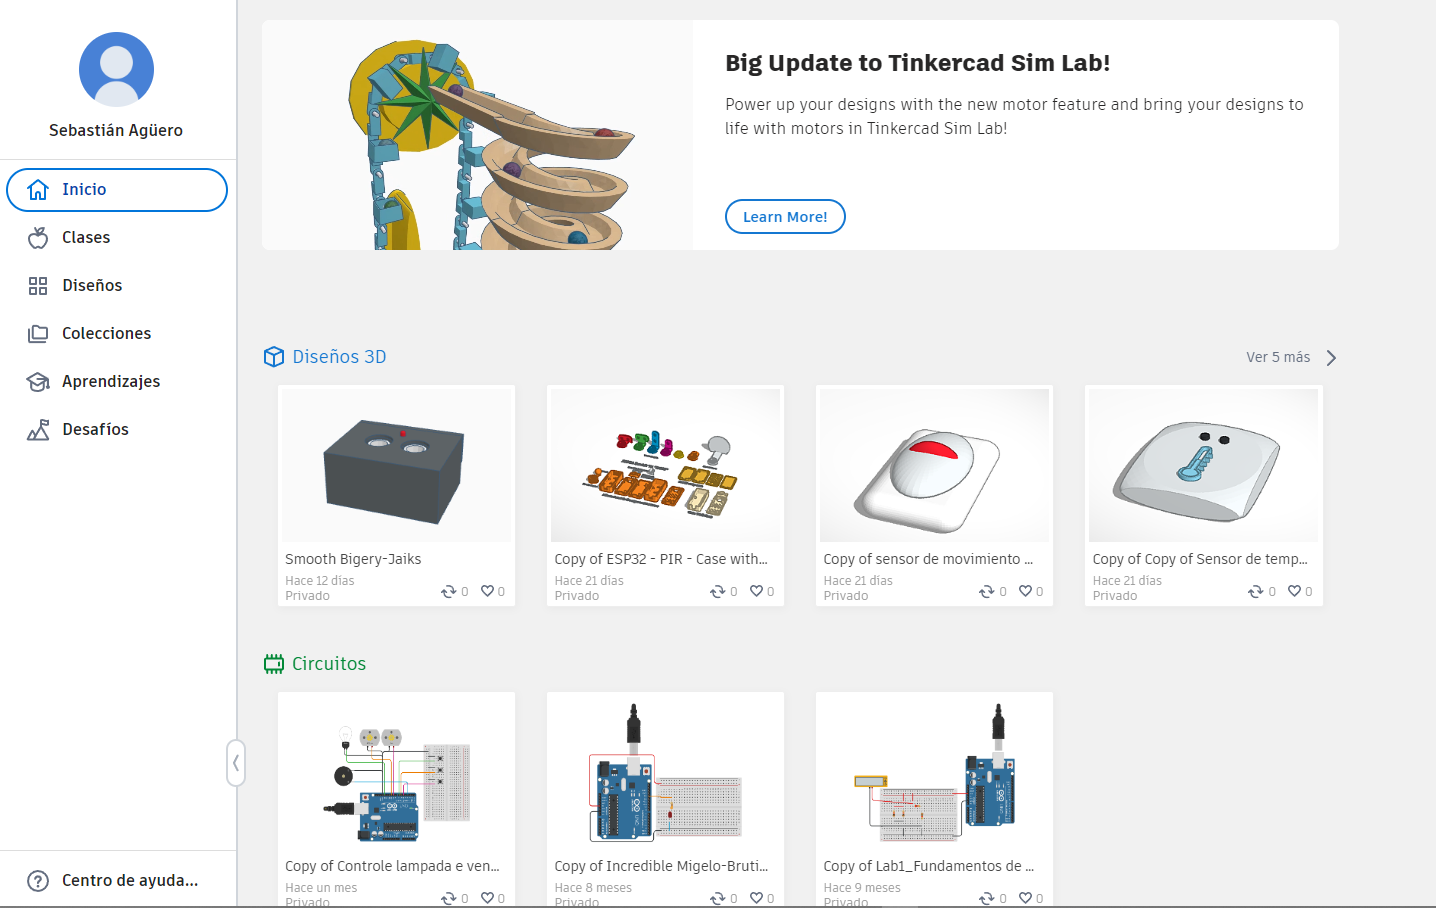 Sebastián Agüero
Inicio
Clases
Diseños
Colecciones
Aprendizajes
Desafíos
Centro de ayuda...
Big Update to Tinkercad Sim Lab!
Power up your designs with the new motor feature and bring your designs to
life with motors in Tinkercad Sim Lab!
Learn More!
Diseños 3D
Ver 5 más
Smooth Bigery-Jaiks
Hace 12 días
Privado
0 0
Copy of ESP32 - PIR - Case with...
Hace 21 días
Privado
0 0
Copy of sensor de movimiento ...
Hace 21 días
Privado
0 0
Copy of Copy of Sensor de temp...
Hace 21 días
Privado
0 0
Circuitos
Copy of Controle lampada e ven...
Hace un mes
Privado
0 0
Copy of Incredible Migelo-Bruti...
Hace 8 meses
Privado
0 0
Copy of Lab1_Fundamentos de ...
Hace 9 meses
Privado
0 0